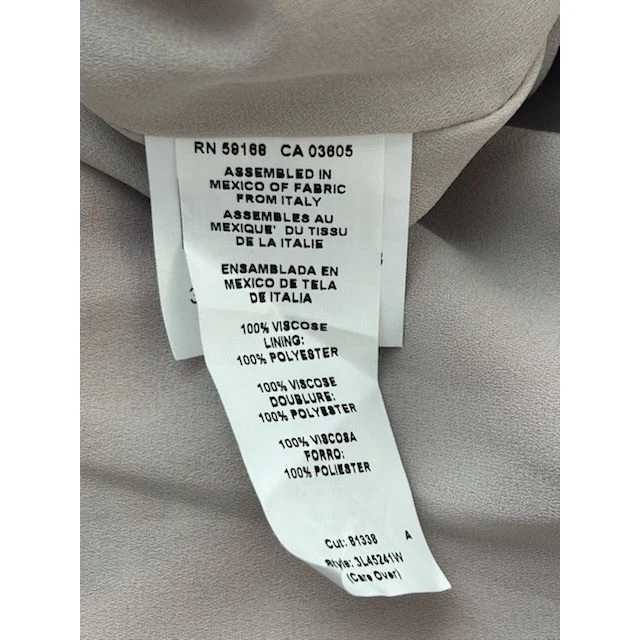 RN 59168 CA 03605
ASSEMBLED IN
MEXICO OF FABRIC
FROM ITALY
ASSEMBLES AU
MEXIQUE' DU TISSU
DE LA ITALIE
ENSAMBLADA EN
MEXICO DE TELA
DE ITALIA
100% VISCOSE
LINING:
100% POLYESTER
100% VISCOSE
DOUBLURE:
100% POLYESTER
100% VISCOSA
FORRO:
100% POLIESTER
Cut: 81338 A
Style: 3L45241W
(Care Over)